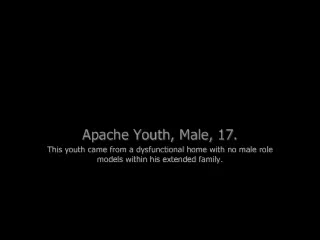 Apache Youth, Male, 17.
This youth came from a dysfunctional home with no male role
models within his extended family.